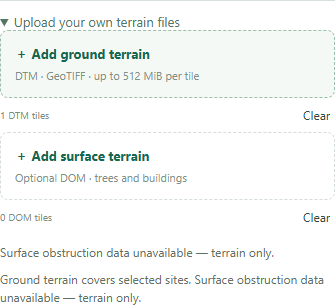 ▼ Upload your own terrain files
+ Add ground terrain
DTM · GeoTIFF · up to 512 MiB per tile
1 DTM tiles Clear
+ Add surface terrain
Optional DOM · trees and buildings
0 DOM tiles Clear
Surface obstruction data unavailable — terrain only.
Ground terrain covers selected sites. Surface obstruction data
unavailable — terrain only.